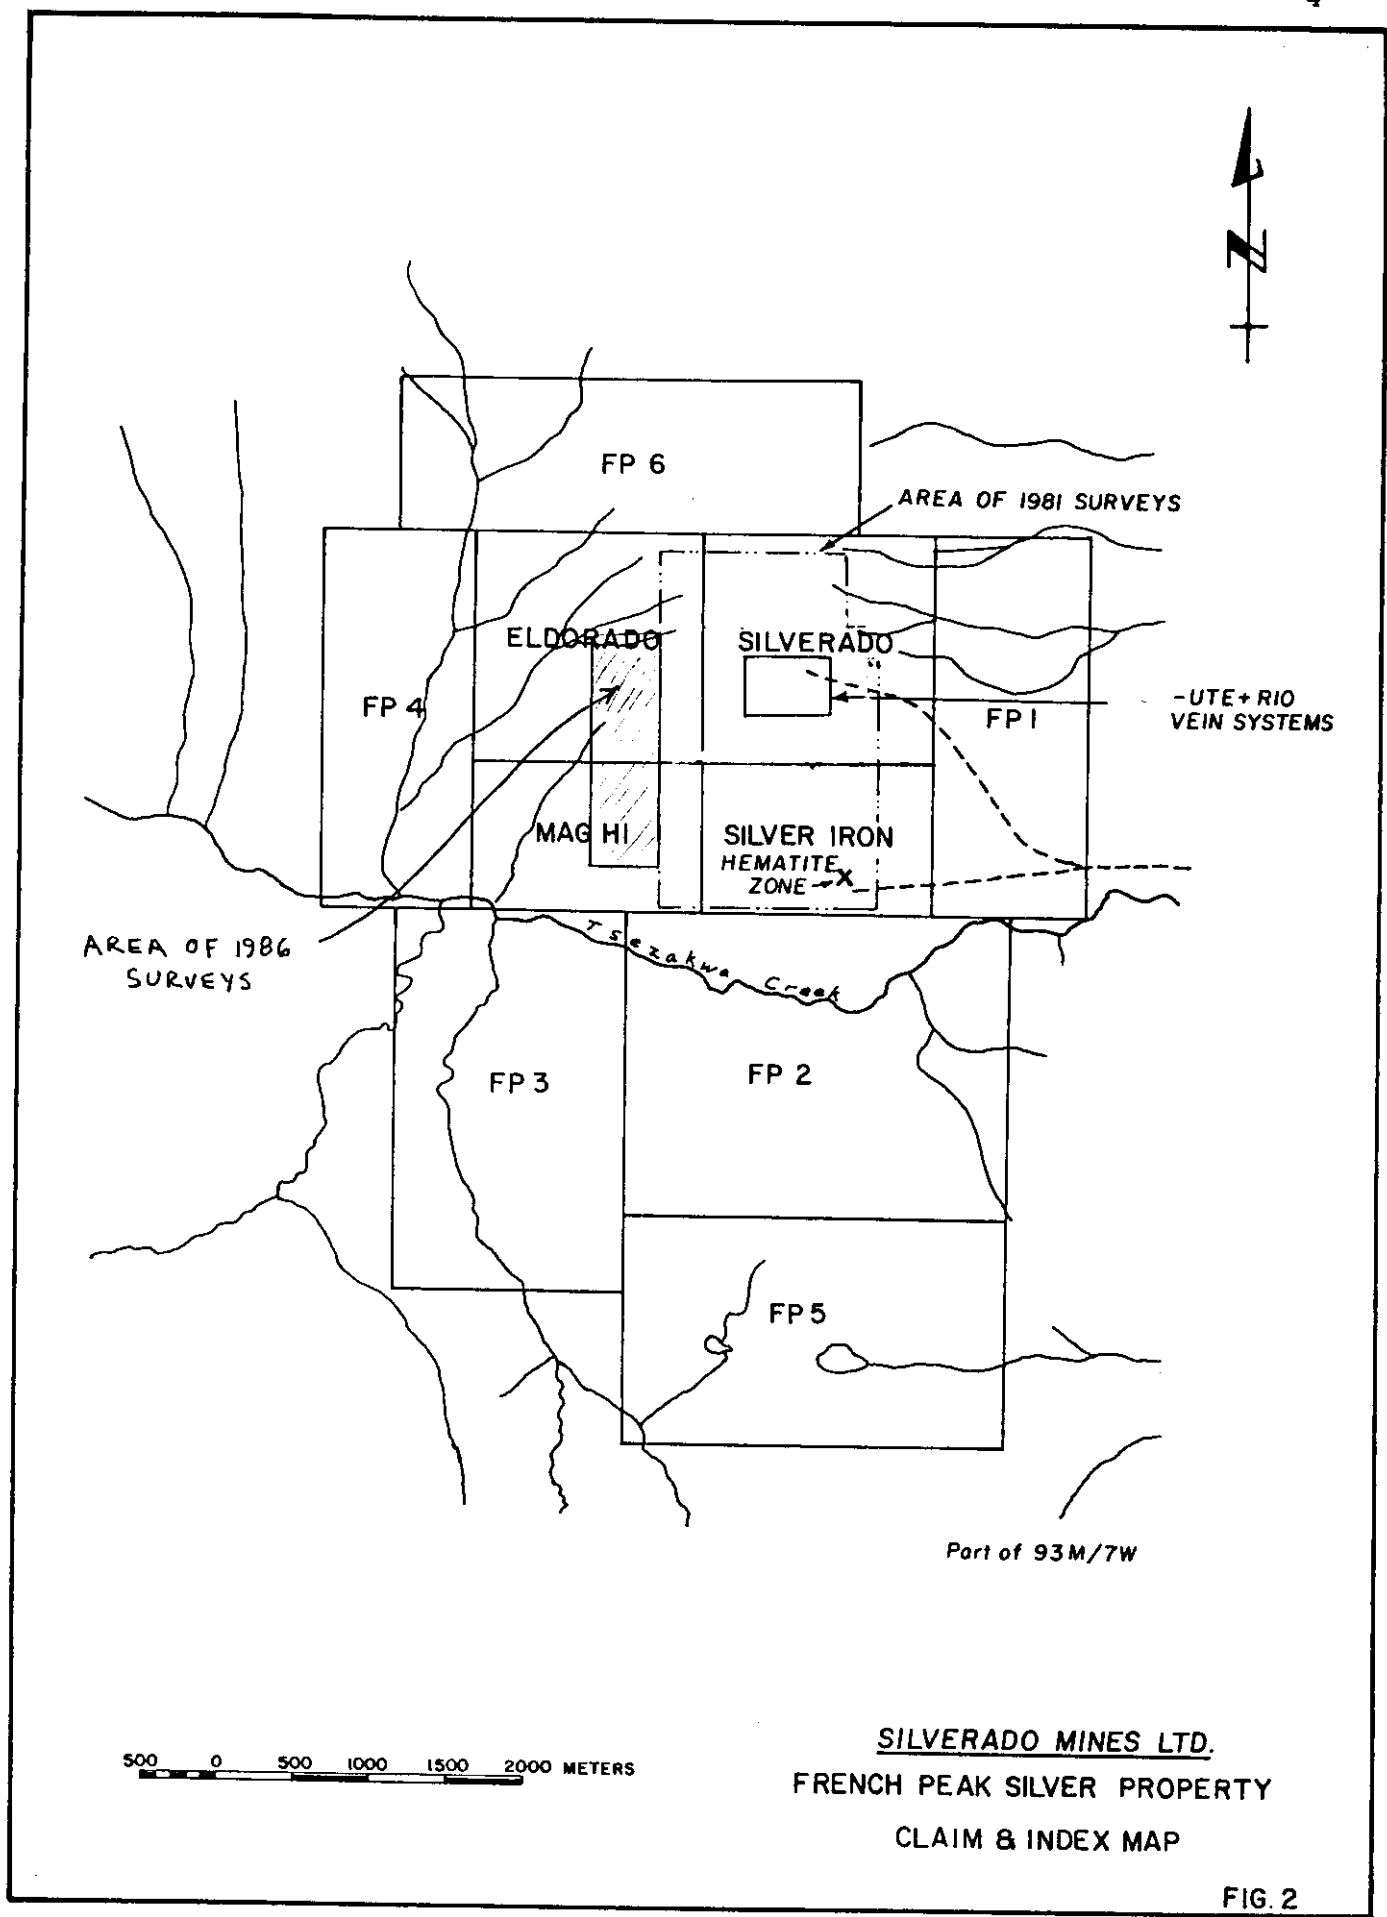 4
N
FP 6
AREA OF 1981 SURVEYS
ELDORADO
SILVERADO
FP 4
FP 1
-UTE+RIO
VEIN SYSTEMS
MAG HI
SILVER IRON
HEMATITE
ZONE
X
AREA OF 1986
SURVEYS
Tsezakwa Creek
FP 3
FP 2
FP 5
Part of 93M/7W
500 0 500 1000 1500 2000 METERS
SILVERADO MINES LTD.
FRENCH PEAK SILVER PROPERTY
CLAIM & INDEX MAP
FIG. 2